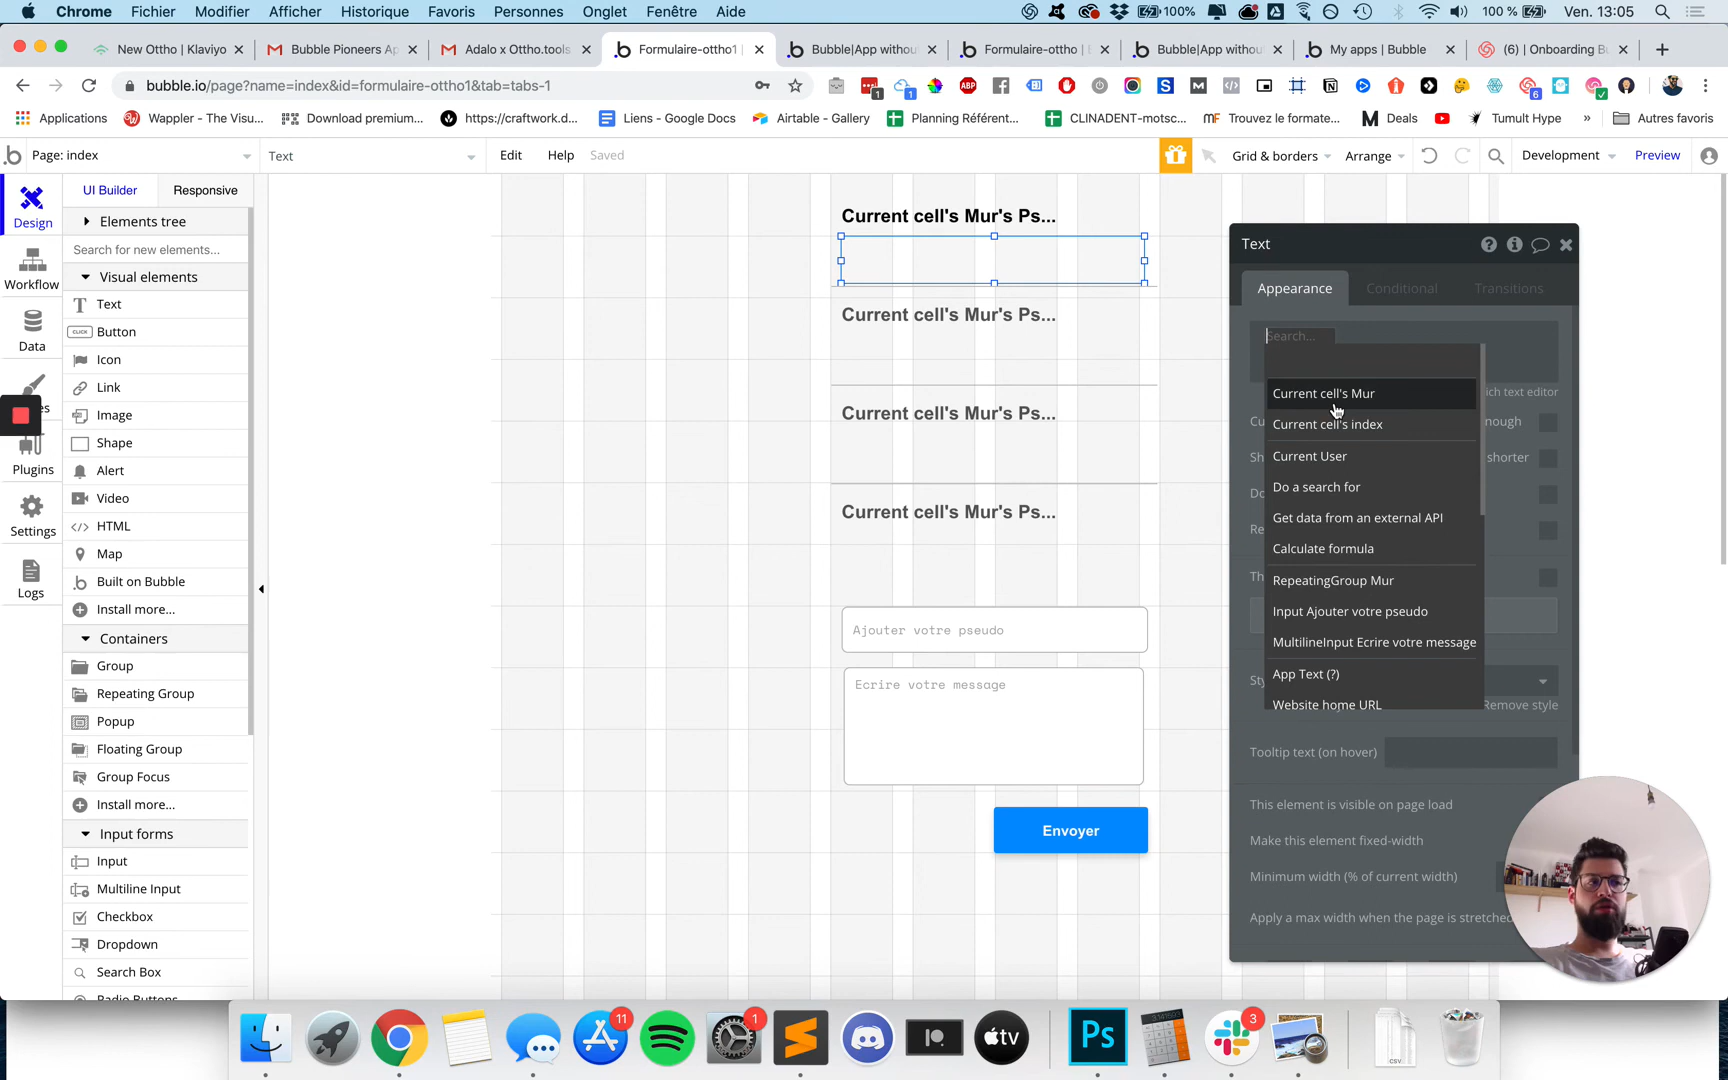 Chrome Fichier Modifier Afficher Historique Favoris Personnes Onglet Fenêtre Aide 100% 100 % Ven. 13:05
New Ottho | Klaviyo Bubble Pioneers Ap Adalo x Ottho.tools Formulaire-ottho1 | Bubble|App withou Formulaire-ottho | B Bubble|App withou My apps | Bubble (6) | Onboarding Bu
bubble.io/page?name=index&id=formulaire-ottho1&tab=tabs-1
Applications Wappler - The Visu... Download premium... https://craftwork.d... Liens - Google Docs Airtable - Gallery Planning Référent... CLINADENT-motsc... Trouvez le formate... Deals Tumult Hype » Autres favoris
Page: index Text Edit Help Saved Grid & borders Arrange Development Preview
UI Builder Responsive
Design
Workflow
Data
Plugins
Settings
Logs
Elements tree
Search for new elements...
Visual elements
Text
CLICK Button
Icon
Link
Image
Shape
Alert
Video
HTML
Map
Built on Bubble
Install more...
Containers
Group
Repeating Group
Popup
Floating Group
Group Focus
Install more...
Input forms
Input
Multiline Input
Checkbox
Dropdown
Search Box
Radio Buttons
Current cell's Mur's Ps...
Current cell's Mur's Ps...
Current cell's Mur's Ps...
Current cell's Mur's Ps...
Ajouter votre pseudo
Ecrire votre message
Envoyer
Text
Appearance Conditional Transitions
Search...
Current cell's Mur
Current cell's index
Current User
Do a search for
Get data from an external API
Calculate formula
RepeatingGroup Mur
Input Ajouter votre pseudo
MultilineInput Ecrire votre message
App Text (?)
Website home URL
ich text editor
nough
shorter
Remove style
Tooltip text (on hover)
This element is visible on page load
Make this element fixed-width
Minimum width (% of current width)
Apply a max width when the page is stretched
11 1 3
Ps
tv
CSV